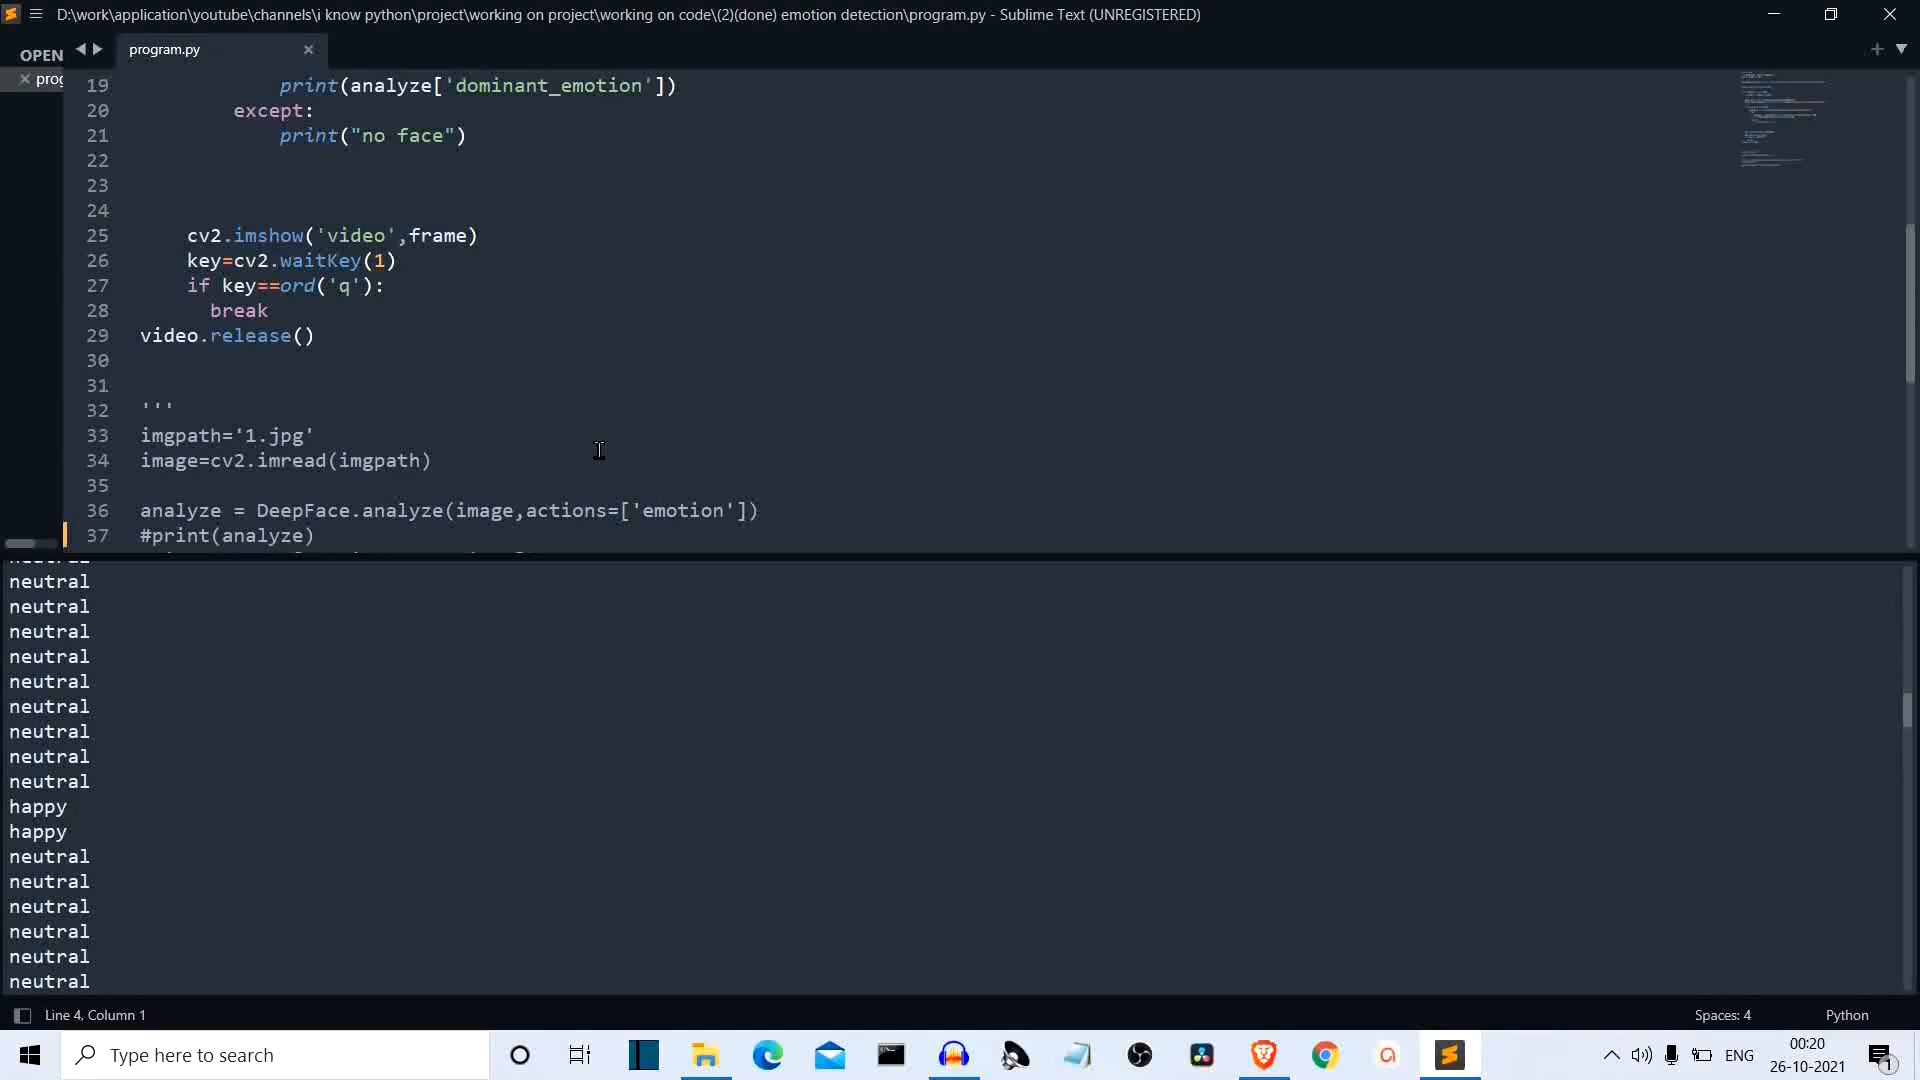 D:\work\application\youtube\channels\i know python\project\working on project\working on code\(2)(done) emotion detection\program.py - Sublime Text (UNREGISTERED)
OPEN
program.py
prog
19 print(analyze['dominant_emotion'])
20 except:
21 print("no face")
22
23
24
25 cv2.imshow('video',frame)
26 key=cv2.waitKey(1)
27 if key==ord('q'):
28 break
29 video.release()
30
31
32 '''
33 imgpath='1.jpg'
34 image=cv2.imread(imgpath)
35
36 analyze = DeepFace.analyze(image,actions=['emotion'])
37 #print(analyze)
neutral
neutral
neutral
neutral
neutral
neutral
neutral
neutral
neutral
happy
happy
neutral
neutral
neutral
neutral
neutral
neutral
Line 4, Column 1
Spaces: 4
Python
Type here to search
ENG
00:20
26-10-2021
1